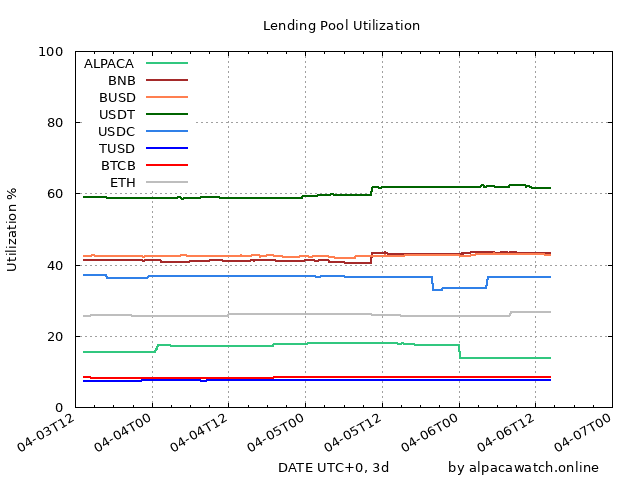 Lending Pool Utilization
100
80
60
40
20
0
Utilization %
ALPACA
BNB
BUSD
USDT
USDC
TUSD
BTCB
ETH
04-03T12
04-04T00
04-04T12
04-05T00
04-05T12
04-06T00
04-06T12
04-07T00
DATE UTC+0, 3d
by alpacawatch.online